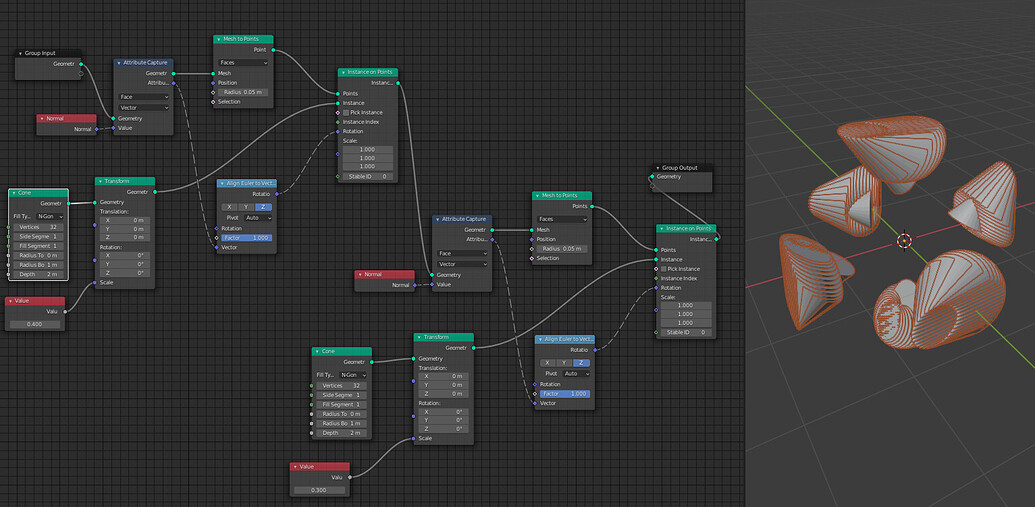 Group Input
Geometr
Attribute Capture
Geometr
Attribu...
Face
Vector
Geometry
Value
Normal
Normal
Mesh to Points
Point
Faces
Mesh
Position
Radius 0.05 m
Selection
Instance on Points
Instanc...
Points
Instance
Pick Instance
Instance Index
Rotation
Scale:
1.000
1.000
1.000
Stable ID 0
Cone
Geometr
Fill Ty... N-Gon
Vertices 32
Side Segme 1
Fill Segment 1
Radius To 0 m
Radius Bo 1 m
Depth 2 m
Value
Valu
0.400
Transform
Geometr
Geometry
Translation:
X 0 m
Y 0 m
Z 0 m
Rotation:
X 0°
Y 0°
Z 0°
Scale
Align Euler to Vect...
Rotatio
X Y Z
Pivot Auto
Rotation
Factor 1.000
Vector
Normal
Normal
Attribute Capture
Geometr
Attribu...
Face
Vector
Geometry
Value
Mesh to Points
Points
Faces
Mesh
Position
Radius 0.05 m
Selection
Group Output
Geometry
Instance on Points
Instanc...
Points
Instance
Pick Instance
Instance Index
Rotation
Scale:
1.000
1.000
1.000
Stable ID 0
Cone
Geometr
Fill Ty... N-Gon
Vertices 32
Side Segme 1
Fill Segment 1
Radius To 0 m
Radius Bo 1 m
Depth 2 m
Value
Valu
0.300
Transform
Geometr
Geometry
Translation:
X 0 m
Y 0 m
Z 0 m
Rotation:
X 0°
Y 0°
Z 0°
Scale
Align Euler to Vect...
Rotatio
X Y Z
Pivot Auto
Rotation
Factor 1.000
Vector